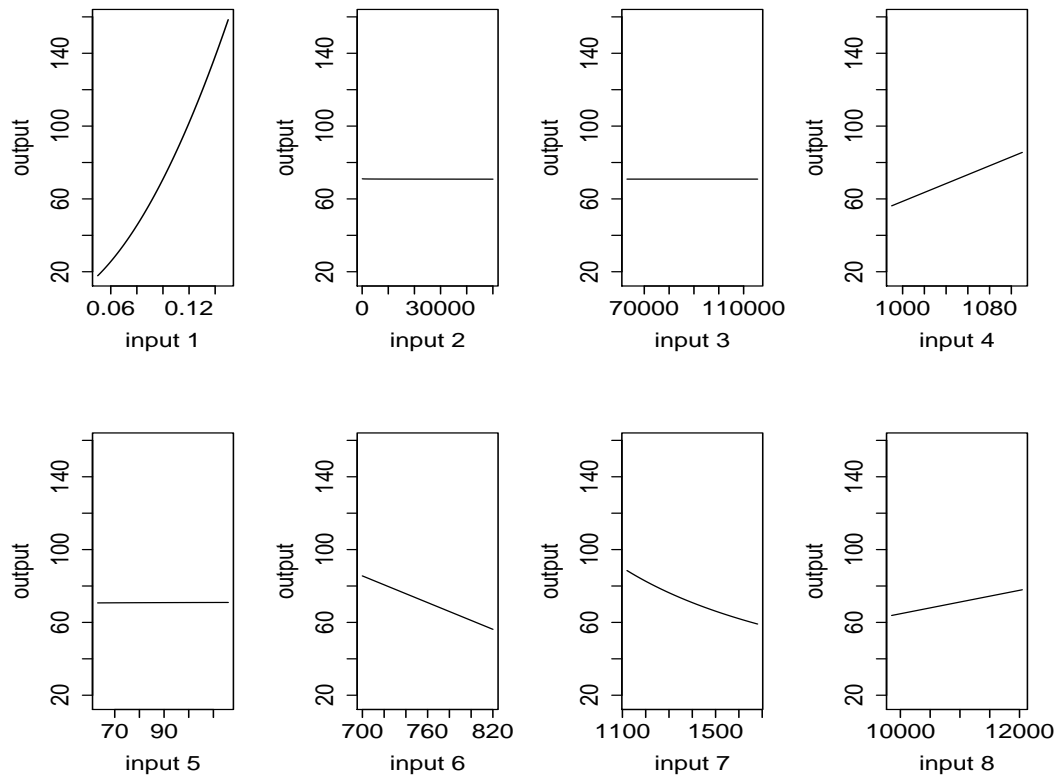 output
20 60 100 140
0.06 0.12
input 1
output
20 60 100 140
0 30000
input 2
output
20 60 100 140
70000 110000
input 3
output
20 60 100 140
1000 1080
input 4
output
20 60 100 140
70 90
input 5
output
20 60 100 140
700 760 820
input 6
output
20 60 100 140
1100 1500
input 7
output
20 60 100 140
10000 12000
input 8